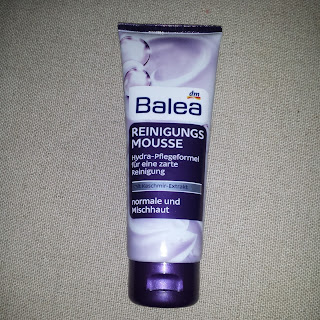 dm
Balea
REINIGUNGS
MOUSSE
Hydra-Pflegeformel
für eine zarte
Reinigung
Kaschmir-Extrakt
normale und
Mischhaut